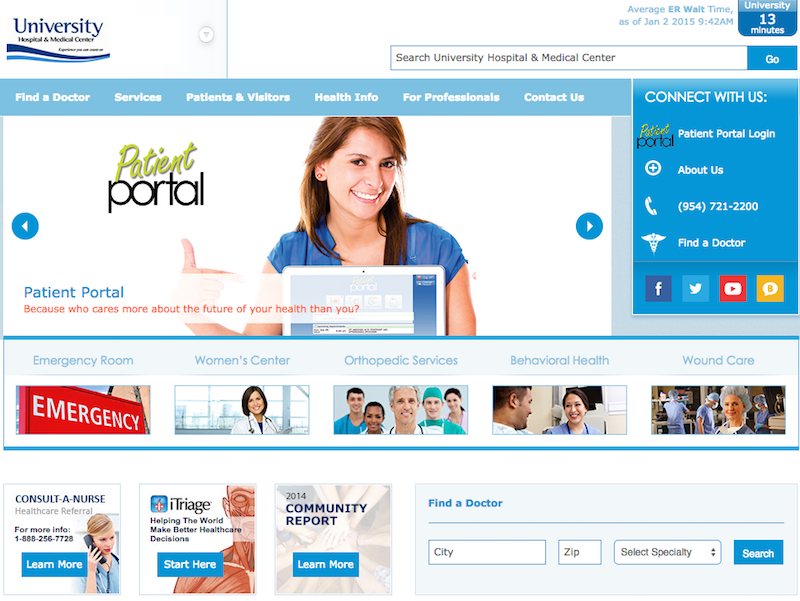 University
Hospital & Medical Center
Experience you can count on
Average ER Wait Time,
as of Jan 2 2015 9:42AM
University
13
minutes
Search University Hospital & Medical Center
Go
Find a Doctor
Services
Patients & Visitors
Health Info
For Professionals
Contact Us
CONNECT WITH US:
Patient
portal
Patient Portal Login
About Us
(954) 721-2200
Find a Doctor
Patient
portal
portal
Patient Portal
Because who cares more about the future of your health than you?
Emergency Room
Women's Center
Orthopedic Services
Behavioral Health
Wound Care
EMERGENCY
CONSULT-A-NURSE
Healthcare Referral
For more info:
1-888-256-7728
Learn More
iTriage
Helping The World
Make Better Healthcare
Decisions
Start Here
2014
COMMUNITY
REPORT
Learn More
Find a Doctor
City
Zip
Select Specialty
Search